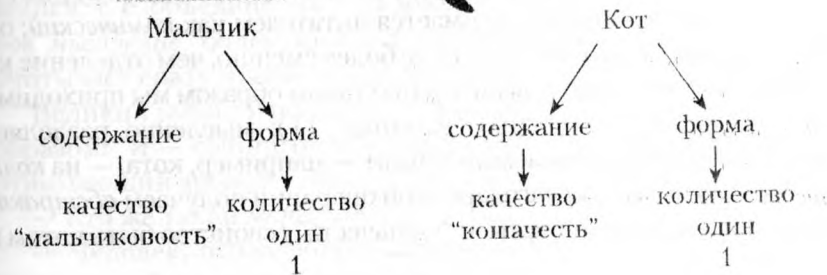 Мальчик
Кот
содержание форма
содержание форма
качество количество
"мальчиковость" один
1
качество количество
"кошачесть" один
1